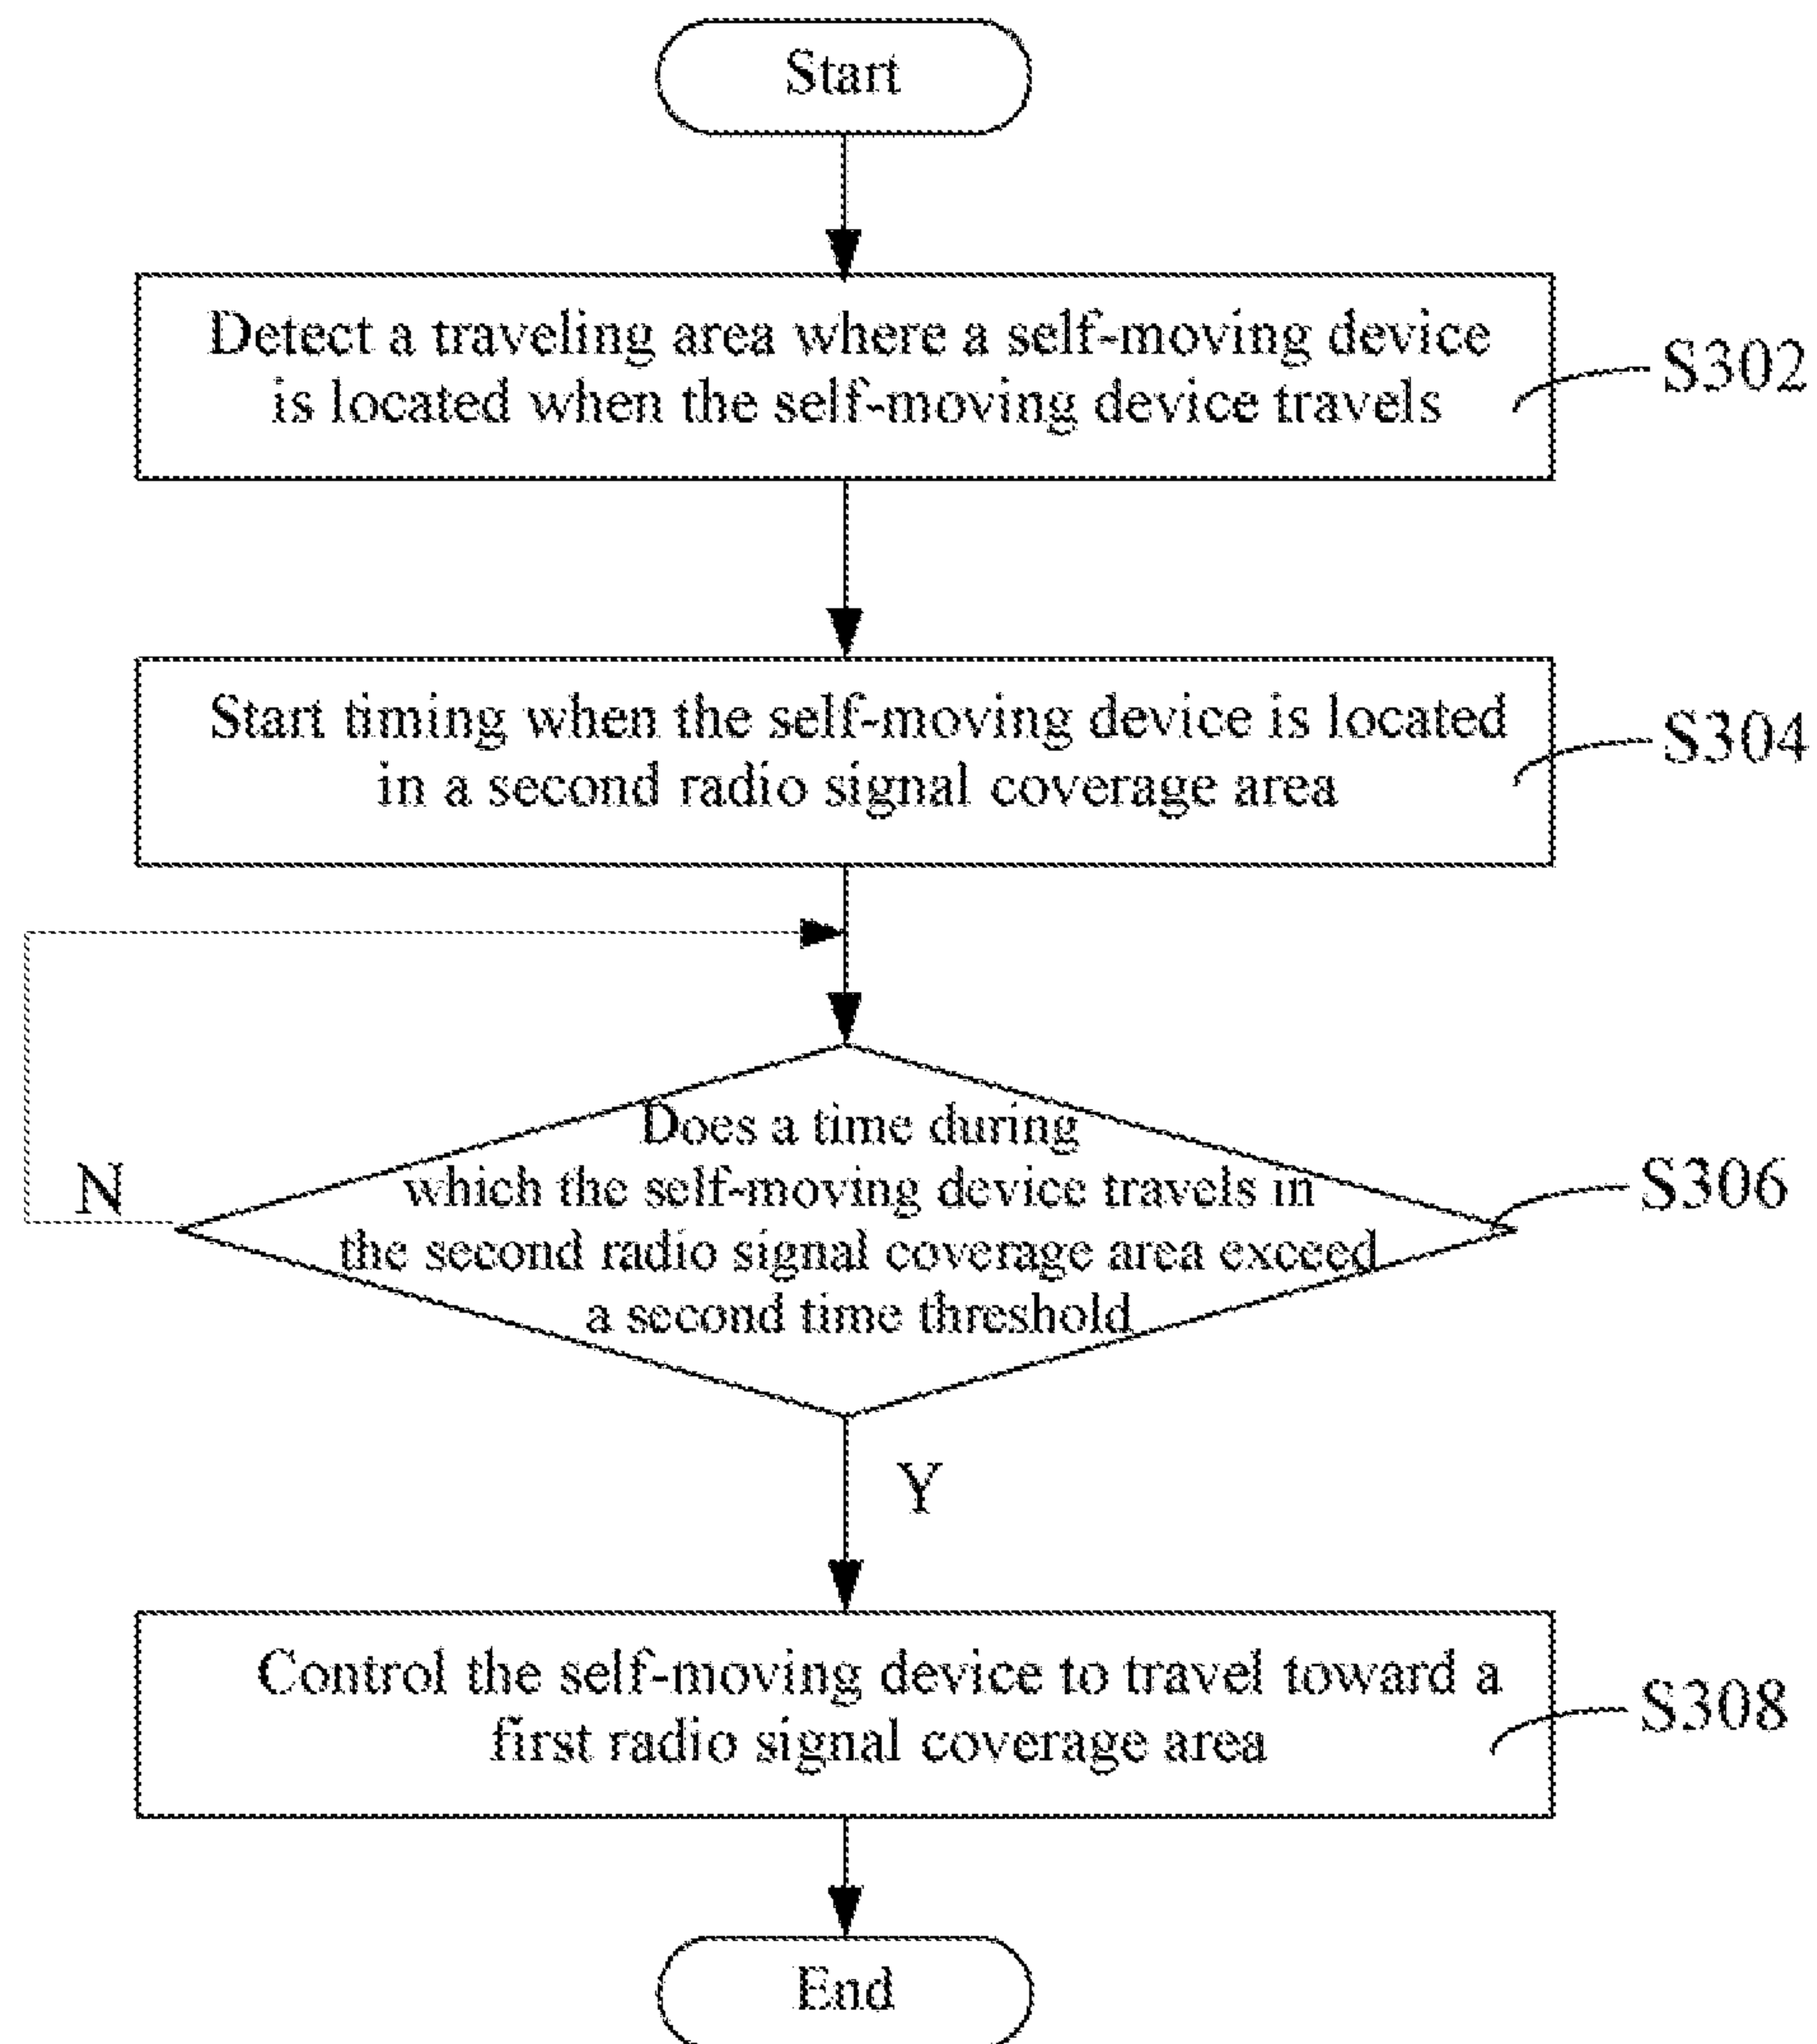 Start
Detect a traveling area where a self-moving device
is located when the self-moving device travels
S302
Start timing when the self-moving device is located
in a second radio signal coverage area
S304
Does a time during
which the self-moving device travels in
the second radio signal coverage area exceed
a second time threshold
N
S306
Y
Control the self-moving device to travel toward a
first radio signal coverage area
S308
End